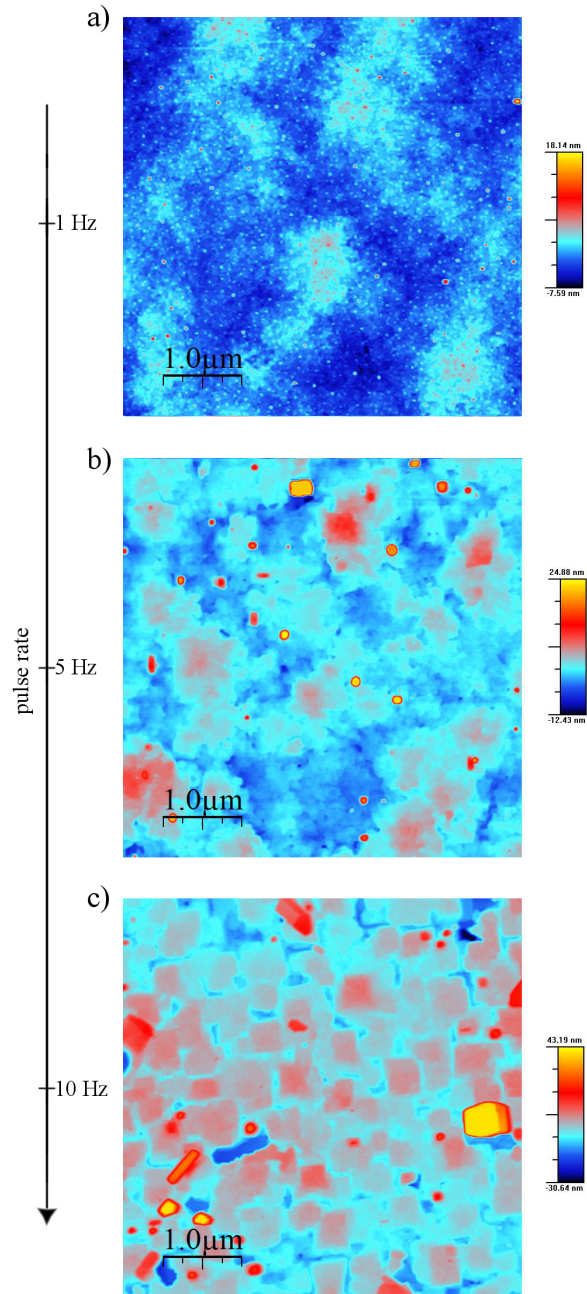 a)
18.14 nm
-7.59 nm
1 Hz
1.0µm
b)
24.88 nm
-12.43 nm
pulse rate
5 Hz
1.0µm
c)
43.19 nm
-30.64 nm
10 Hz
1.0µm